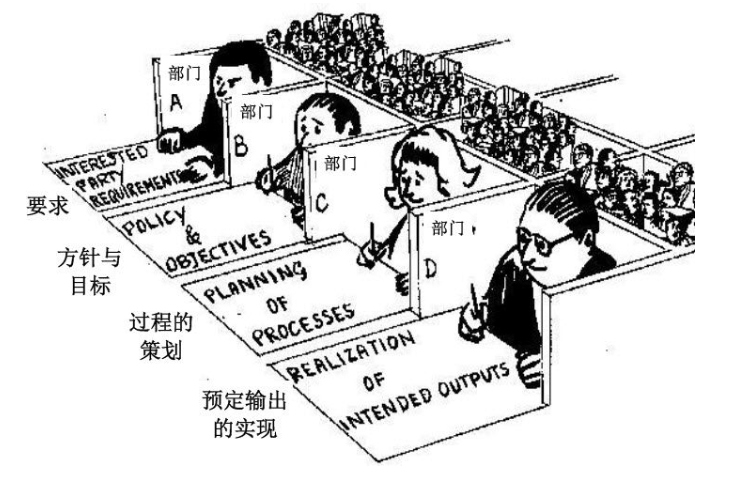 部门
A
INTERESTED
PARTY
REQUIREMENTS
要求
部门
B
POLICY
&
OBJECTIVES
方针与
目标
部门
C
PLANNING
OF
PROCESSES
过程的
策划
部门
D
REALIZATION
OF
INTENDED OUTPUTS
预定输出
的实现